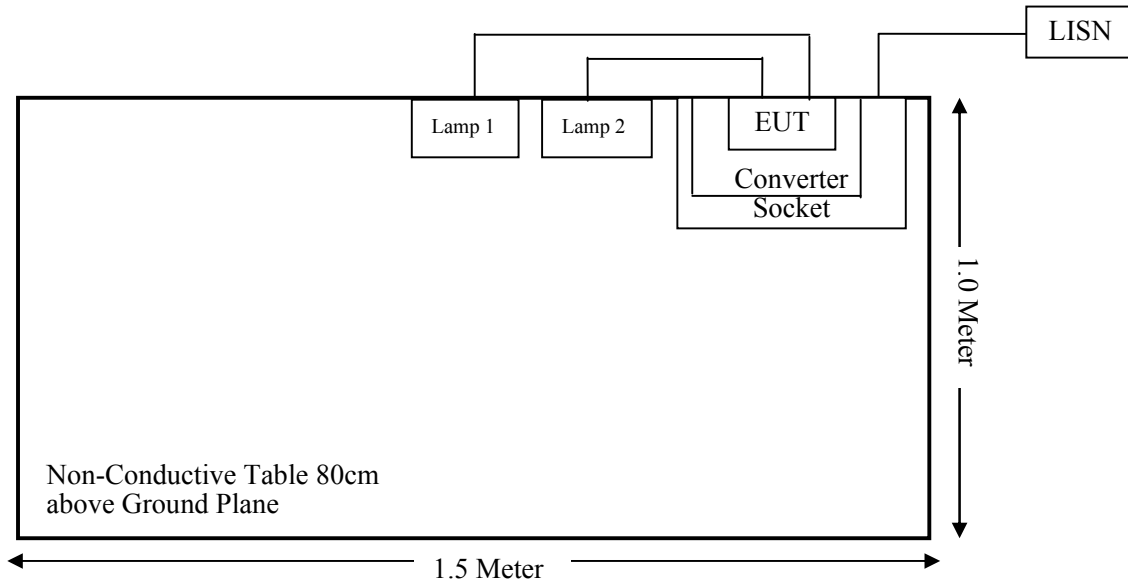 LISN
Lamp 1
Lamp 2
EUT
Converter
Socket
1.0 Meter
Non-Conductive Table 80cm
above Ground Plane
1.5 Meter